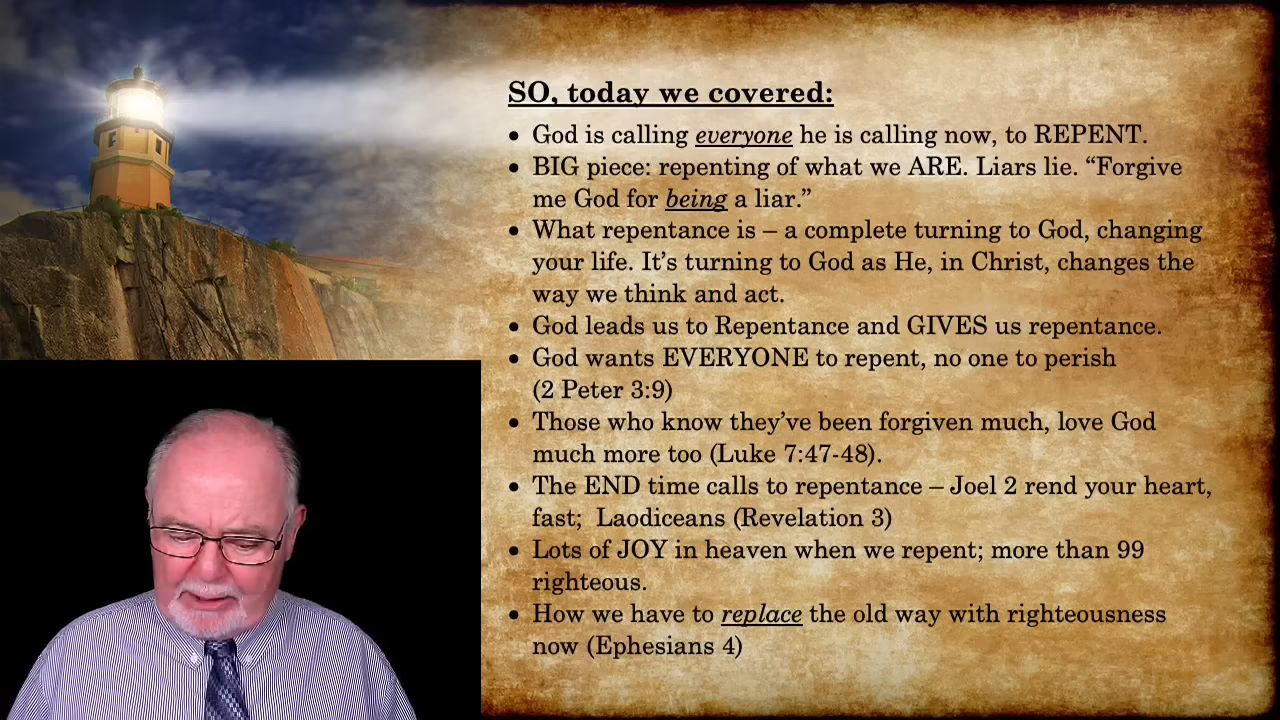 SO, today we covered:
• God is calling everyone he is calling now, to REPENT.
• BIG piece: repenting of what we ARE. Liars lie. “Forgive
me God for being a liar.”
• What repentance is – a complete turning to God, changing
your life. It’s turning to God as He, in Christ, changes the
way we think and act.
• God leads us to Repentance and GIVES us repentance.
• God wants EVERYONE to repent, no one to perish
(2 Peter 3:9)
• Those who know they’ve been forgiven much, love God
much more too (Luke 7:47-48).
• The END time calls to repentance – Joel 2 rend your heart,
fast;  Laodiceans (Revelation 3)
• Lots of JOY in heaven when we repent; more than 99
righteous.
• How we have to replace the old way with righteousness
now (Ephesians 4)